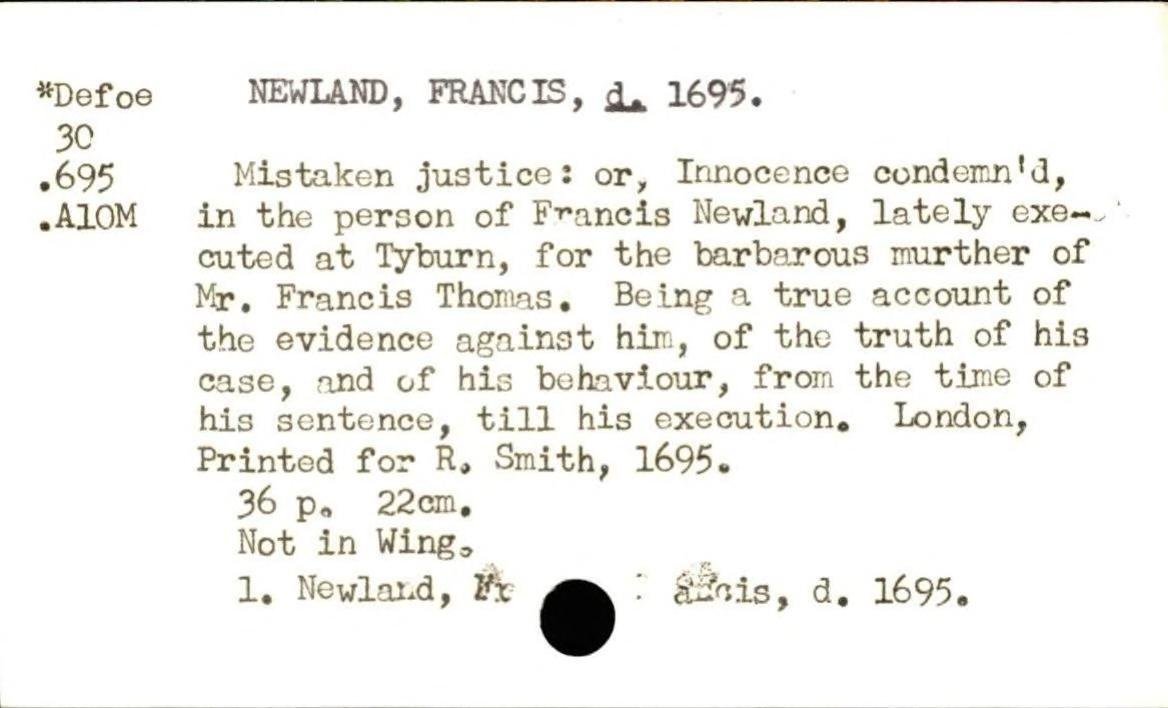 *Defoe NEWLAND, FRANCIS, d. 1695.
30
.695 Mistaken justice: or, Innocence condemn'd,
.A10M in the person of Francis Newland, lately exe-
cuted at Tyburn, for the barbarous murther of
Mr. Francis Thomas. Being a true account of
the evidence against him, of the truth of his
case, and of his behaviour, from the time of
his sentence, till his execution. London,
Printed for R. Smith, 1695.
36 p. 22cm.
Not in Wing.
1. Newland, Fr ancis, d. 1695.